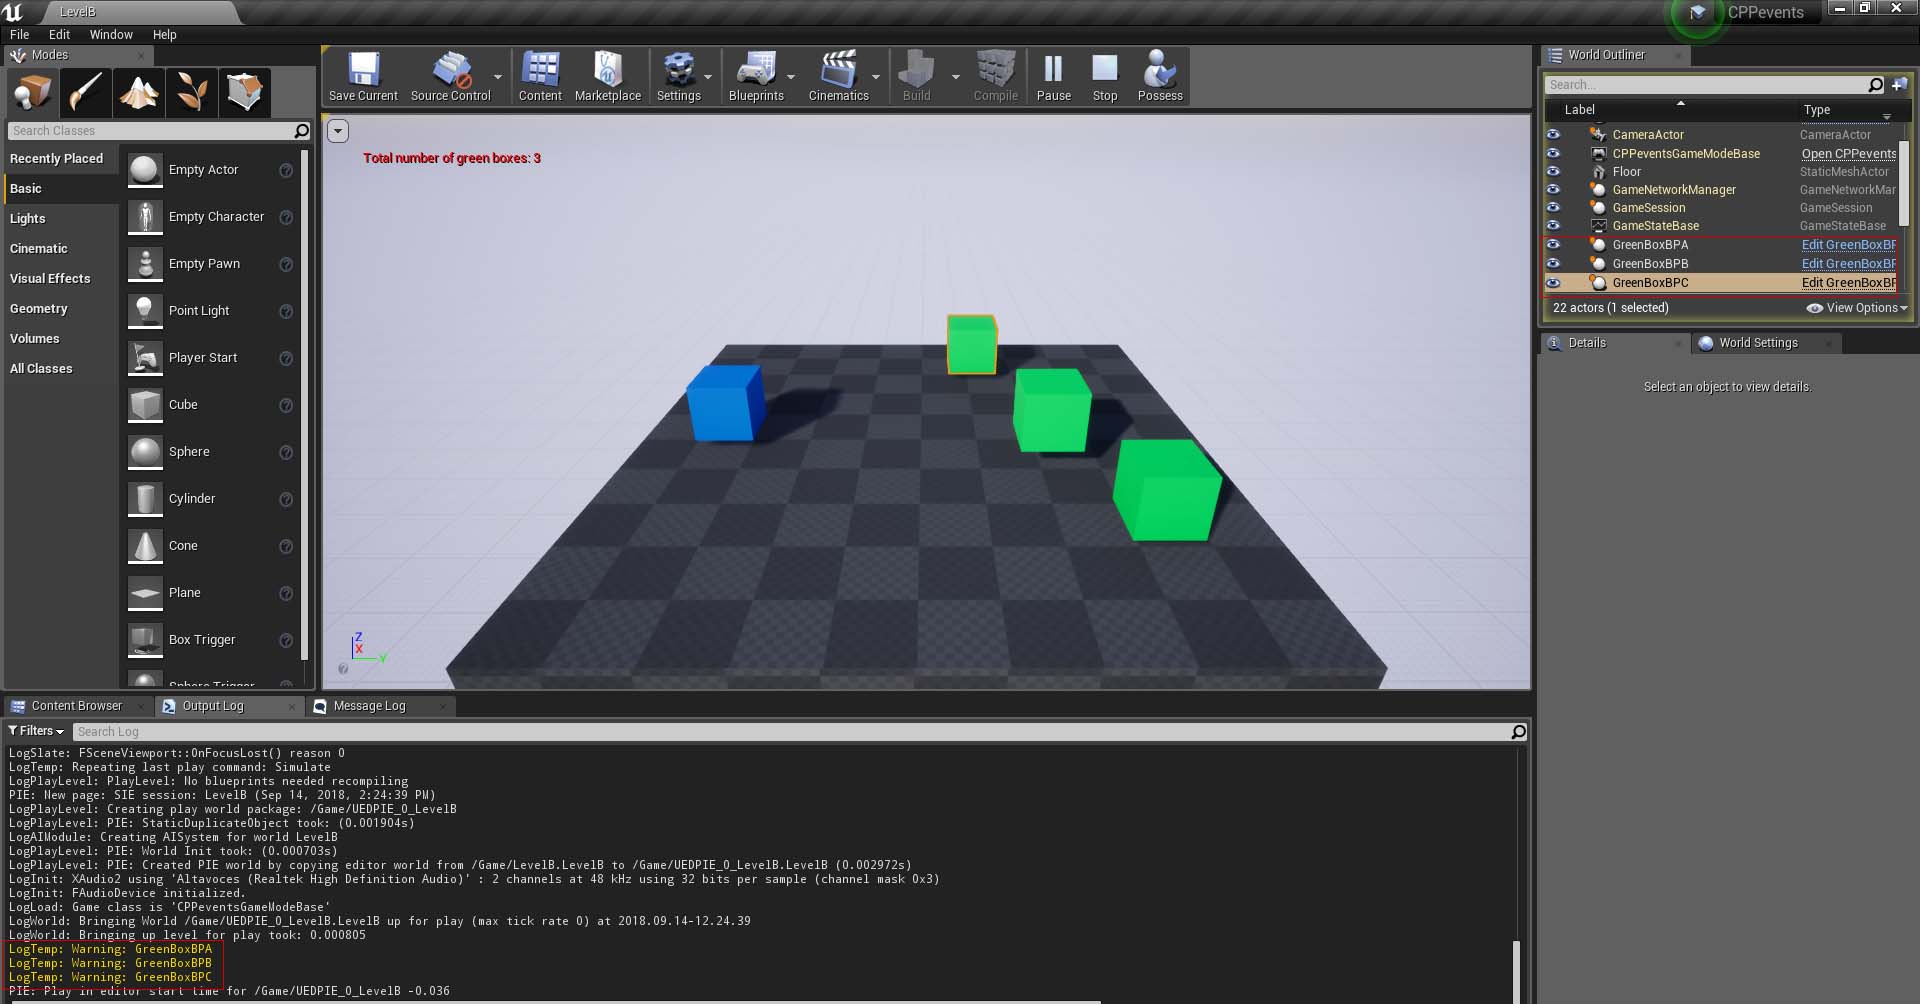 LevelB
CPPevents
File Edit Window Help
Modes
Search Classes
Recently Placed
Basic
Lights
Cinematic
Visual Effects
Geometry
Volumes
All Classes
Empty Actor
Empty Character
Empty Pawn
Point Light
Player Start
Cube
Sphere
Cylinder
Cone
Plane
Box Trigger
Sphere Trigger
Save Current Source Control Content Marketplace Settings Blueprints Cinematics Build Compile Pause Stop Possess
Total number of green boxes: 3
Z
X
Y
World Outliner
Search...
Label Type
CameraActor CameraActor
CPPeventsGameModeBase Open CPPevents
Floor StaticMeshActor
GameNetworkManager GameNetworkMar
GameSession GameSession
GameStateBase GameStateBase
GreenBoxBPA Edit GreenBoxBP
GreenBoxBPB Edit GreenBoxBP
GreenBoxBPC Edit GreenBoxBP
22 actors (1 selected) View Options
Details World Settings
Select an object to view details.
Content Browser Output Log Message Log
Filters Search Log
LogSlate: FSceneViewport::OnFocusLost() reason 0
LogTemp: Repeating last play command: Simulate
LogPlayLevel: PlayLevel: No blueprints needed recompiling
PIE: New page: SIE session: LevelB (Sep 14, 2018, 2:24:39 PM)
LogPlayLevel: Creating play world package: /Game/UEDPIE_0_LevelB
LogPlayLevel: PIE: StaticDuplicateObject took: (0.001904s)
LogAIModule: Creating AISystem for world LevelB
LogPlayLevel: PIE: World Init took: (0.000703s)
LogPlayLevel: PIE: Created PIE world by copying editor world from /Game/LevelB.LevelB to /Game/UEDPIE_0_LevelB.LevelB (0.002972s)
LogInit: XAudio2 using 'Altavoces (Realtek High Definition Audio)' : 2 channels at 48 kHz using 32 bits per sample (channel mask 0x3)
LogInit: FAudioDevice initialized.
LogLoad: Game class is 'CPPeventsGameModeBase'
LogWorld: Bringing World /Game/UEDPIE_0_LevelB.LevelB up for play (max tick rate 0) at 2018.09.14-12.24.39
LogWorld: Bringing up level for play took: 0.000805
LogTemp: Warning: GreenBoxBPA
LogTemp: Warning: GreenBoxBPB
LogTemp: Warning: GreenBoxBPC
PIE: Play in editor start time for /Game/UEDPIE_0_LevelB -0.036